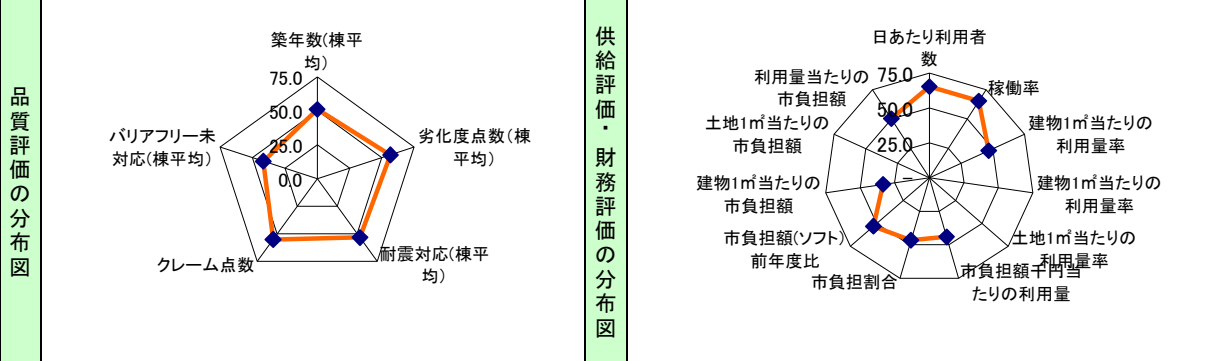 品質評価の分布図
築年数(棟平
均)
75.0
50.0
25.0
0.0
劣化度点数(棟
平均)
耐震対応(棟平
均)
クレーム点数
バリアフリー未
対応(棟平均)
供給評価・財務評価の分布図
日あたり利用者
数
75.0
50.0
25.0
－
稼働率
建物1㎡当たりの
利用量率
建物1㎡当たりの
利用量率
土地1㎡当たりの
利用量率
市負担額千円当
たりの利用量
市負担割合
市負担額(ソフト)
前年度比
建物1㎡当たりの
市負担額
土地1㎡当たりの
市負担額
利用量当たりの
市負担額